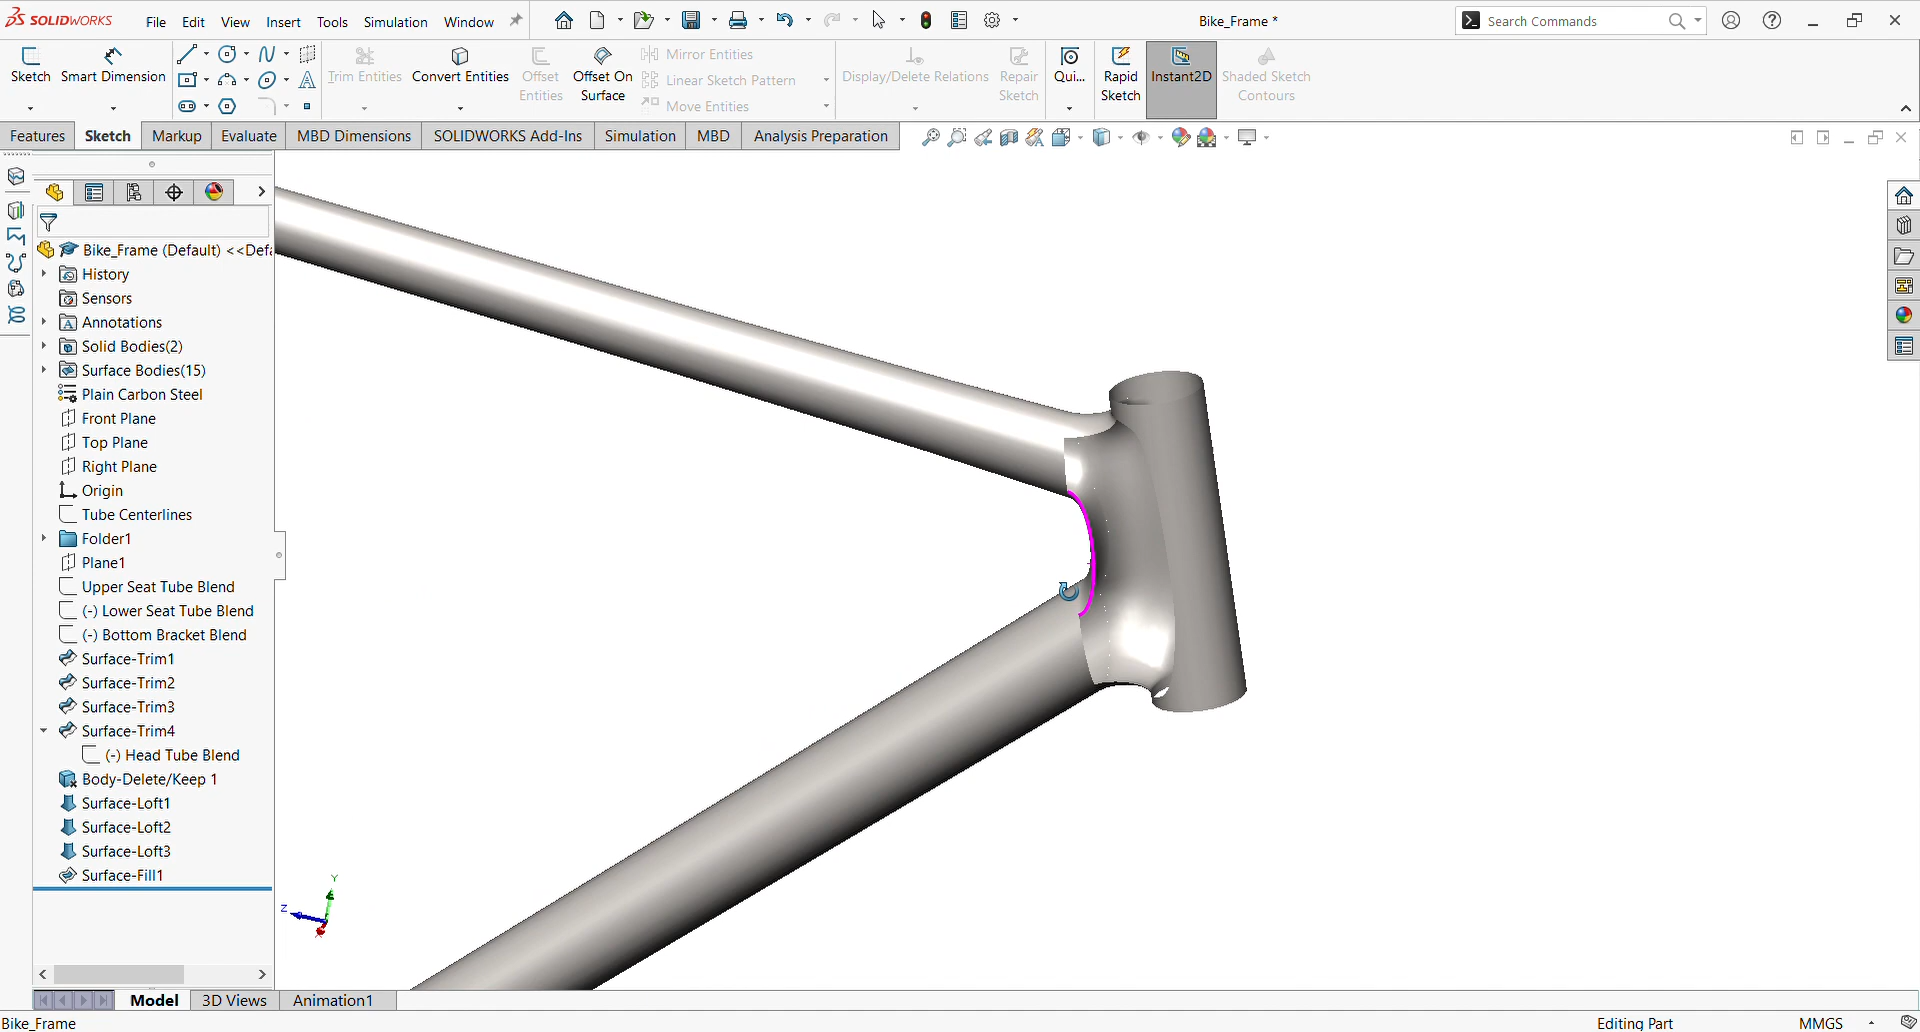 SOLIDWORKS File Edit View Insert Tools Simulation Window Bike_Frame * Search Commands
Sketch Smart Dimension Trim Entities Convert Entities Offset Entities Offset On Surface Mirror Entities
Linear Sketch Pattern
Move Entities
Display/Delete Relations Repair Sketch Qui... Rapid Sketch Instant2D Shaded Sketch Contours
Features Sketch Markup Evaluate MBD Dimensions SOLIDWORKS Add-Ins Simulation MBD Analysis Preparation
Bike_Frame (Default) <<Defa
History
Sensors
Annotations
Solid Bodies(2)
Surface Bodies(15)
Plain Carbon Steel
Front Plane
Top Plane
Right Plane
Origin
Tube Centerlines
Folder1
Plane1
Upper Seat Tube Blend
(-) Lower Seat Tube Blend
(-) Bottom Bracket Blend
Surface-Trim1
Surface-Trim2
Surface-Trim3
Surface-Trim4
(-) Head Tube Blend
Body-Delete/Keep 1
Surface-Loft1
Surface-Loft2
Surface-Loft3
Surface-Fill1
Y
Z
X
Model 3D Views Animation1
Bike_Frame Editing Part MMGS